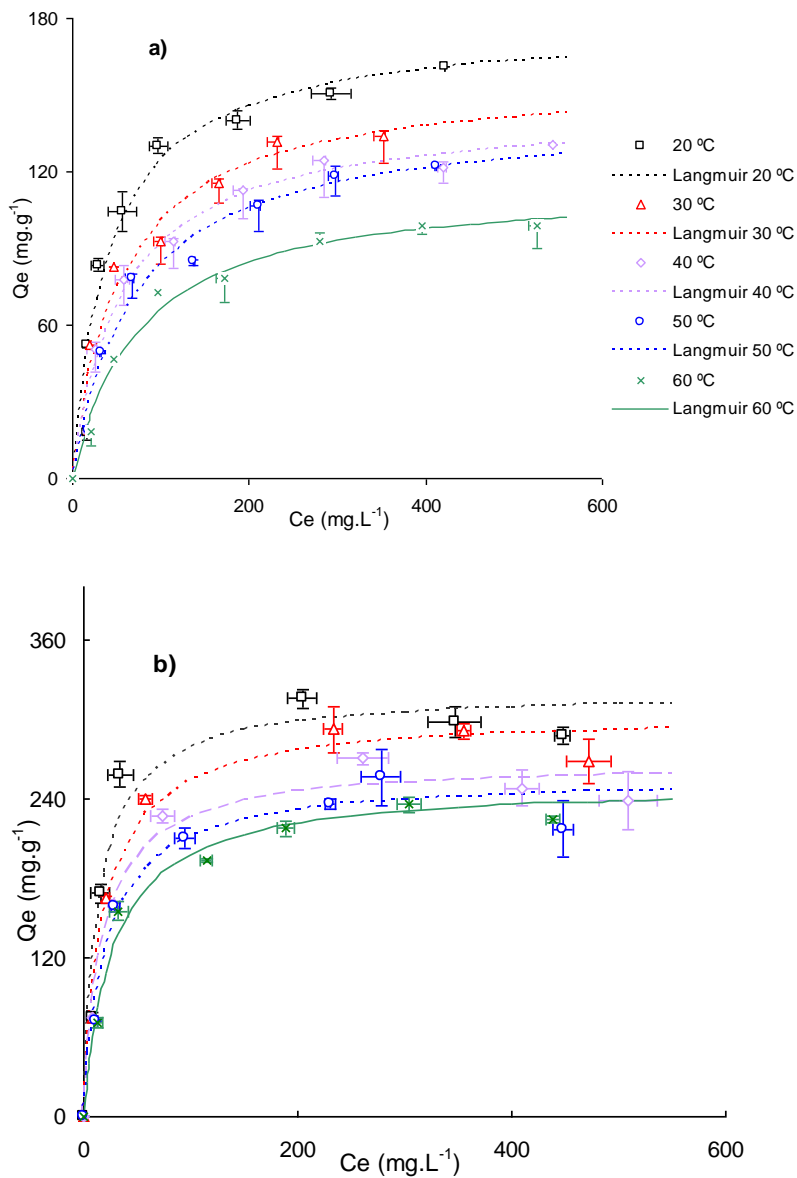 180
a)
120
60
0
0
200
400
600
Qe (mg.g⁻¹)
Ce (mg.L⁻¹)
20 ºC
Langmuir 20 ºC
30 ºC
Langmuir 30 ºC
40 ºC
Langmuir 40 ºC
50 ºC
Langmuir 50 ºC
60 ºC
Langmuir 60 ºC
360
b)
240
120
0
0
200
400
600
Qe (mg.g⁻¹)
Ce (mg.L⁻¹)